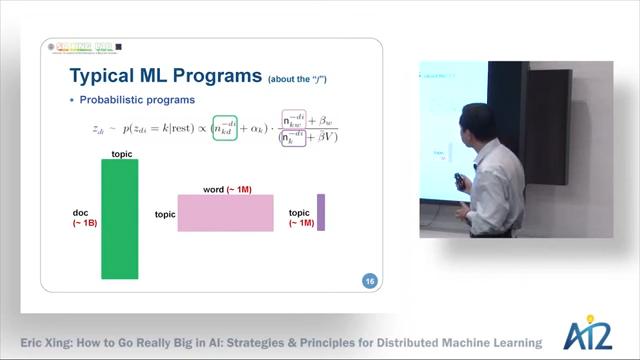 SAILING LAB
Typical ML Programs (about the "f")
• Probabilistic programs
z_di ~ p(z_di = k|rest) ∝ (n_kd^-di + α_k) · (n_kw^-di + β_w) / (n_k^-di + β̄V)
topic
doc
(~ 1B)
word (~ 1M)
topic
topic
(~ 1M)
16
Eric Xing: How to Go Really Big in AI: Strategies & Principles for Distributed Machine Learning
AI2